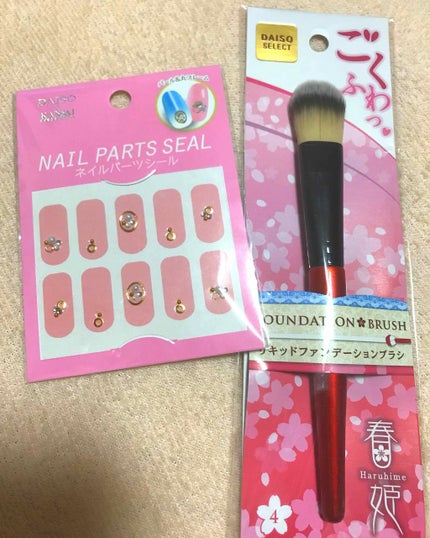 DAISO
NAIL PARTS SEAL
ネイルパーツシール
DAISO
SELECT
ごくふわっ
FOUNDATION BRUSH
リキッドファンデーションブラシ
春姫
Haruhime
4